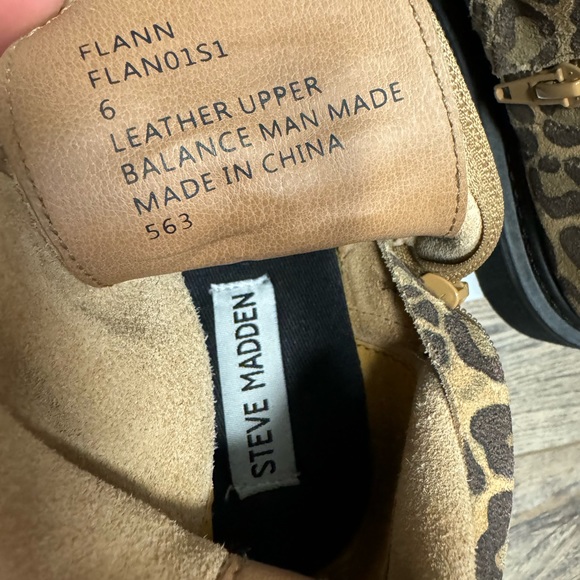 FLANN
FLAN01S1
6
LEATHER UPPER
BALANCE MAN MADE
MADE IN CHINA
563
STEVE MADDEN